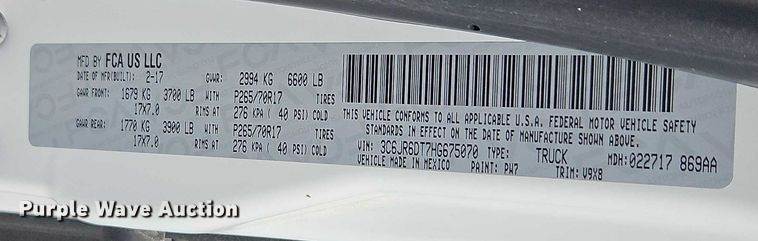 MFD BY FCA US LLC
DATE OF MFR(BUILT): 2-17 GVWR: 2994 KG 6600 LB
GAWR FRONT: 1679 KG 3700 LB WITH P265/70R17 TIRES
17X7.0 RIMS AT 276 KPA ( 40 PSI) COLD
GAWR REAR: 1770 KG 3900 LB WITH P265/70R17 TIRES
17X7.0 RIMS AT 276 KPA ( 40 PSI) COLD
THIS VEHICLE CONFORMS TO ALL APPLICABLE U.S.A. FEDERAL MOTOR VEHICLE SAFETY
STANDARDS IN EFFECT ON THE DATE OF MANUFACTURE SHOWN ABOVE.
VIN: 3C6JR6DT7HG675070 TYPE: TRUCK MDH: 022717 869AA
VEHICLE MADE IN MEXICO PAINT: PW7 TRIM: V9X8
Purple Wave Auction